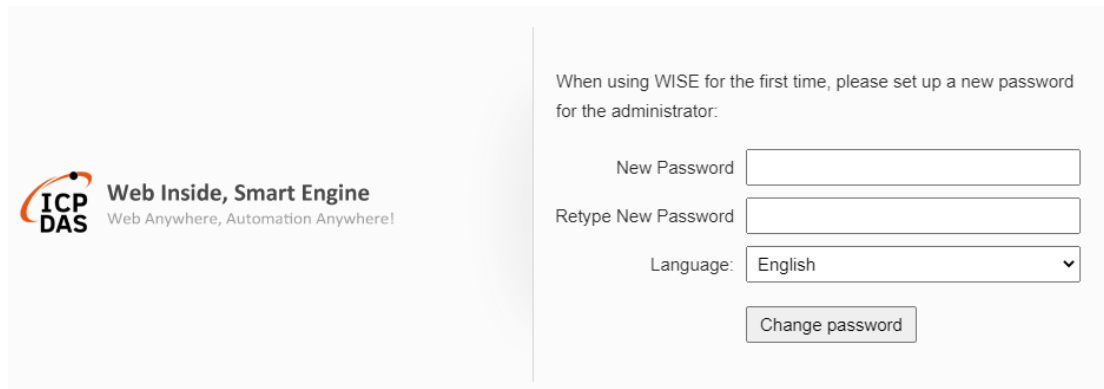 When using WISE for the first time, please set up a new password
for the administrator:
ICP
DAS
Web Inside, Smart Engine
Web Anywhere, Automation Anywhere!
New Password
Retype New Password
Language:
English
Change password